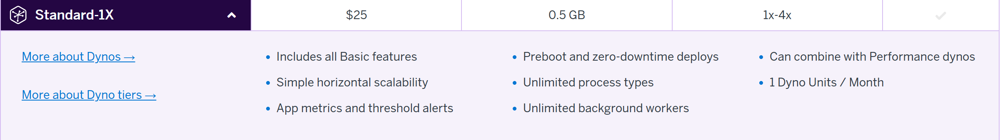 Standard-1X
$25
0.5 GB
1x-4x
More about Dynos →
More about Dyno tiers →
Includes all Basic features
Simple horizontal scalability
App metrics and threshold alerts
Preboot and zero-downtime deploys
Unlimited process types
Unlimited background workers
Can combine with Performance dynos
1 Dyno Units / Month